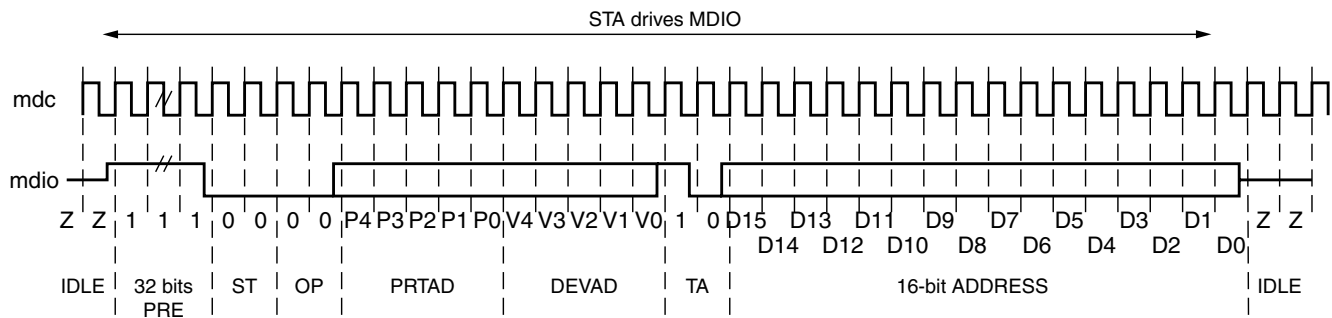 STA drives MDIO
mdc
mdio
Z Z 1 1 1 0 0 0 0 P4 P3 P2 P1 P0 V4 V3 V2 V1 V0 1 0 D15 D13 D11 D9 D7 D5 D3 D1 Z Z
D14 D12 D10 D8 D6 D4 D2 D0
IDLE 32 bits ST OP PRTAD DEVAD TA 16-bit ADDRESS IDLE
PRE